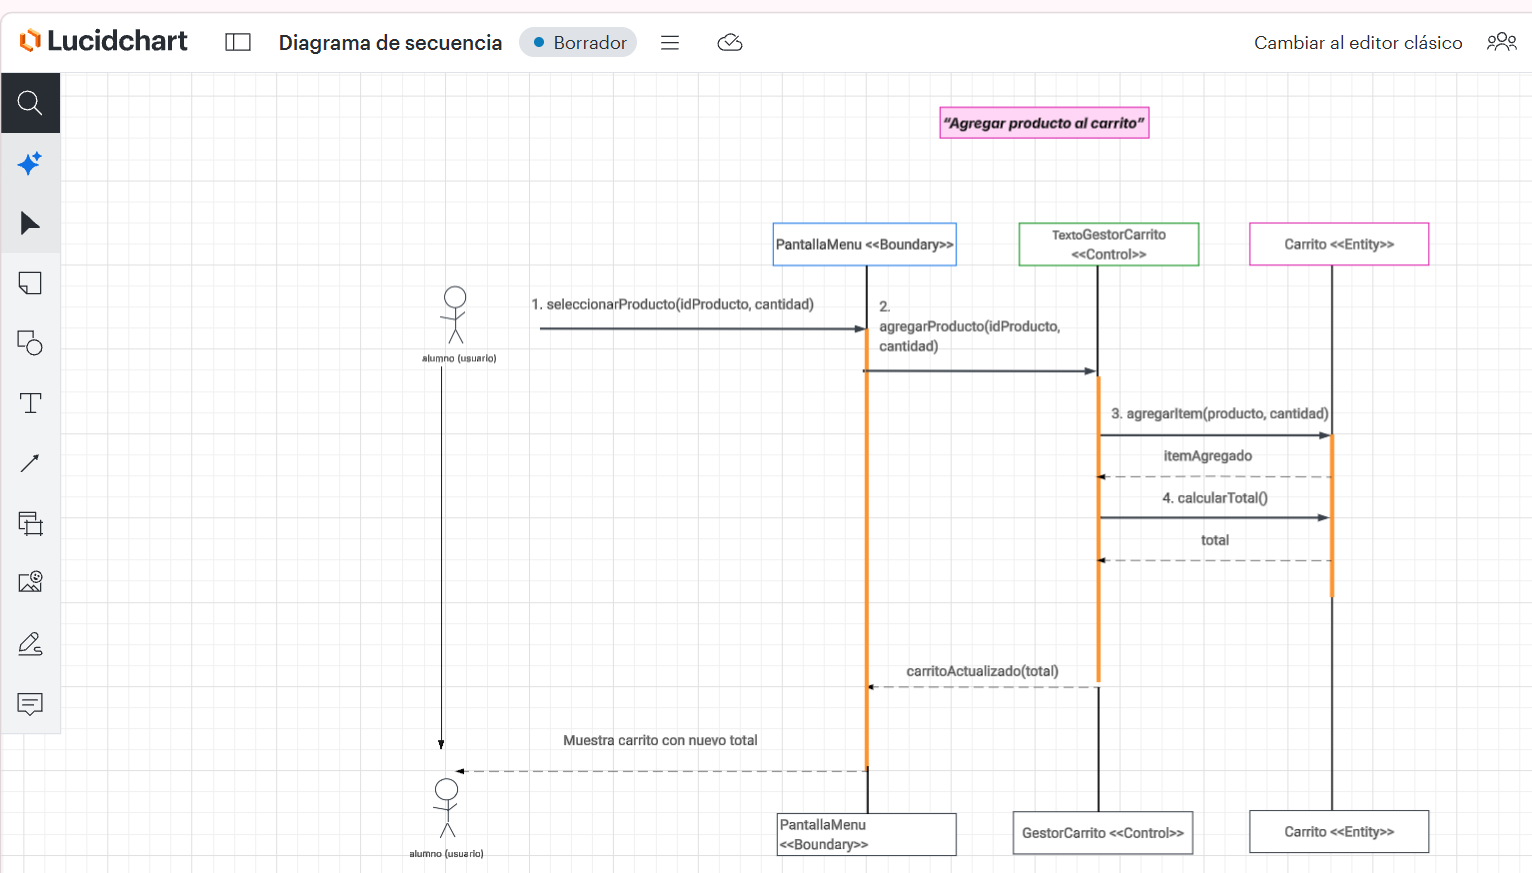 Lucidchart
Diagrama de secuencia
Borrador
Cambiar al editor clásico
“Agregar producto al carrito”
PantallaMenu <<Boundary>>
TextoGestorCarrito
<<Control>>
Carrito <<Entity>>
alumno (usuario)
1. seleccionarProducto(idProducto, cantidad)
2.
agregarProducto(idProducto,
cantidad)
3. agregarItem(producto, cantidad)
itemAgregado
4. calcularTotal()
total
carritoActualizado(total)
Muestra carrito con nuevo total
alumno (usuario)
PantallaMenu
<<Boundary>>
GestorCarrito <<Control>>
Carrito <<Entity>>